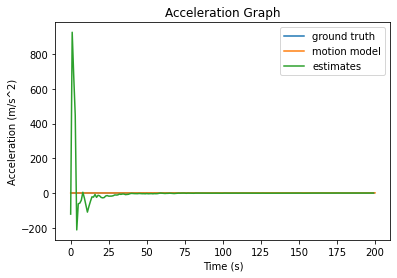 Acceleration Graph
ground truth
motion model
estimates
Acceleration (m/s^2)
800
600
400
200
0
−200
0
25
50
75
100
125
150
175
200
Time (s)